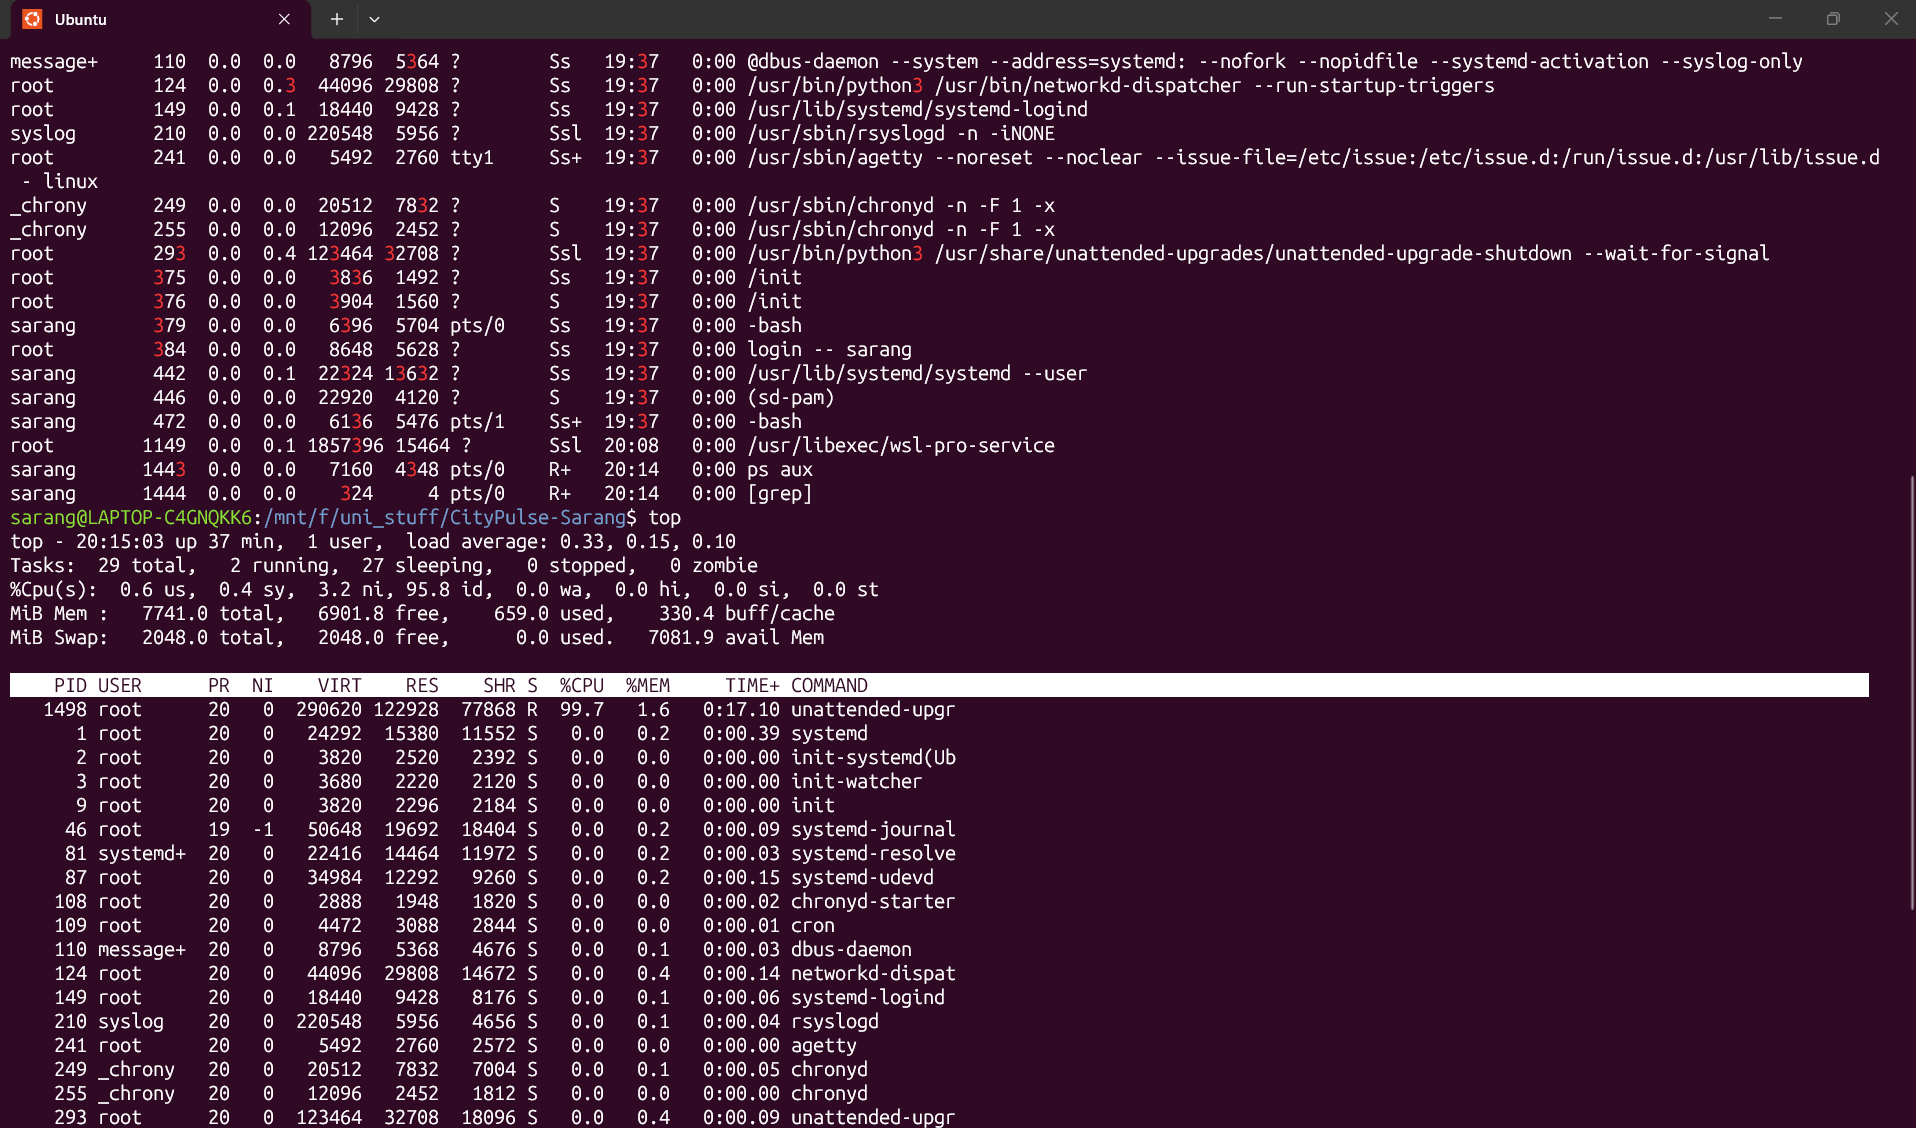 Ubuntu
message+     110  0.0  0.0   8796  5364 ?        Ss   19:37   0:00 @dbus-daemon --system --address=systemd: --nofork --nopidfile --systemd-activation --syslog-only
root         124  0.0  0.3  44096 29808 ?        Ss   19:37   0:00 /usr/bin/python3 /usr/bin/networkd-dispatcher --run-startup-triggers
root         149  0.0  0.1  18440  9428 ?        Ss   19:37   0:00 /usr/lib/systemd/systemd-logind
syslog       210  0.0  0.0 220548  5956 ?        Ssl  19:37   0:00 /usr/sbin/rsyslogd -n -iNONE
root         241  0.0  0.0   5492  2760 tty1     Ss+  19:37   0:00 /usr/sbin/agetty --noreset --noclear --issue-file=/etc/issue:/etc/issue.d:/run/issue.d:/usr/lib/issue.d
 - linux
_chrony      249  0.0  0.0  20512  7832 ?        S    19:37   0:00 /usr/sbin/chronyd -n -F 1 -x
_chrony      255  0.0  0.0  12096  2452 ?        S    19:37   0:00 /usr/sbin/chronyd -n -F 1 -x
root         293  0.0  0.4 123464 32708 ?        Ssl  19:37   0:00 /usr/bin/python3 /usr/share/unattended-upgrades/unattended-upgrade-shutdown --wait-for-signal
root         375  0.0  0.0   3836  1492 ?        Ss   19:37   0:00 /init
root         376  0.0  0.0   3904  1560 ?        S    19:37   0:00 /init
sarang       379  0.0  0.0   6396  5704 pts/0    Ss   19:37   0:00 -bash
root         384  0.0  0.0   8648  5628 ?        Ss   19:37   0:00 login -- sarang
sarang       442  0.0  0.1  22324 13632 ?        Ss   19:37   0:00 /usr/lib/systemd/systemd --user
sarang       446  0.0  0.0  22920  4120 ?        S    19:37   0:00 (sd-pam)
sarang       472  0.0  0.0   6136  5476 pts/1    Ss+  19:37   0:00 -bash
root        1149  0.0  0.1 1857396 15464 ?       Ssl  20:08   0:00 /usr/libexec/wsl-pro-service
sarang      1443  0.0  0.0   7160  4348 pts/0    R+   20:14   0:00 ps aux
sarang      1444  0.0  0.0    324     4 pts/0    R+   20:14   0:00 [grep]
sarang@LAPTOP-C4GNQKK6:/mnt/f/uni_stuff/CityPulse-Sarang$ top
top - 20:15:03 up 37 min,  1 user,  load average: 0.33, 0.15, 0.10
Tasks:  29 total,   2 running,  27 sleeping,   0 stopped,   0 zombie
%Cpu(s):  0.6 us,  0.4 sy,  3.2 ni, 95.8 id,  0.0 wa,  0.0 hi,  0.0 si,  0.0 st
MiB Mem :   7741.0 total,   6901.8 free,    659.0 used,    330.4 buff/cache
MiB Swap:   2048.0 total,   2048.0 free,      0.0 used.   7081.9 avail Mem
    PID USER      PR  NI    VIRT    RES    SHR S  %CPU  %MEM     TIME+ COMMAND
   1498 root      20   0  290620 122928  77868 R  99.7   1.6   0:17.10 unattended-upgr
      1 root      20   0   24292  15380  11552 S   0.0   0.2   0:00.39 systemd
      2 root      20   0    3820   2520   2392 S   0.0   0.0   0:00.00 init-systemd(Ub
      3 root      20   0    3680   2220   2120 S   0.0   0.0   0:00.00 init-watcher
      9 root      20   0    3820   2296   2184 S   0.0   0.0   0:00.00 init
     46 root      19  -1   50648  19692  18404 S   0.0   0.2   0:00.09 systemd-journal
     81 systemd+  20   0   22416  14464  11972 S   0.0   0.2   0:00.03 systemd-resolve
     87 root      20   0   34984  12292   9260 S   0.0   0.2   0:00.15 systemd-udevd
    108 root      20   0    2888   1948   1820 S   0.0   0.0   0:00.02 chronyd-starter
    109 root      20   0    4472   3088   2844 S   0.0   0.0   0:00.01 cron
    110 message+  20   0    8796   5368   4676 S   0.0   0.1   0:00.03 dbus-daemon
    124 root      20   0   44096  29808  14672 S   0.0   0.4   0:00.14 networkd-dispat
    149 root      20   0   18440   9428   8176 S   0.0   0.1   0:00.06 systemd-logind
    210 syslog    20   0  220548   5956   4656 S   0.0   0.1   0:00.04 rsyslogd
    241 root      20   0    5492   2760   2572 S   0.0   0.0   0:00.00 agetty
    249 _chrony   20   0   20512   7832   7004 S   0.0   0.1   0:00.05 chronyd
    255 _chrony   20   0   12096   2452   1812 S   0.0   0.0   0:00.00 chronyd
    293 root      20   0  123464  32708  18096 S   0.0   0.4   0:00.09 unattended-upgr